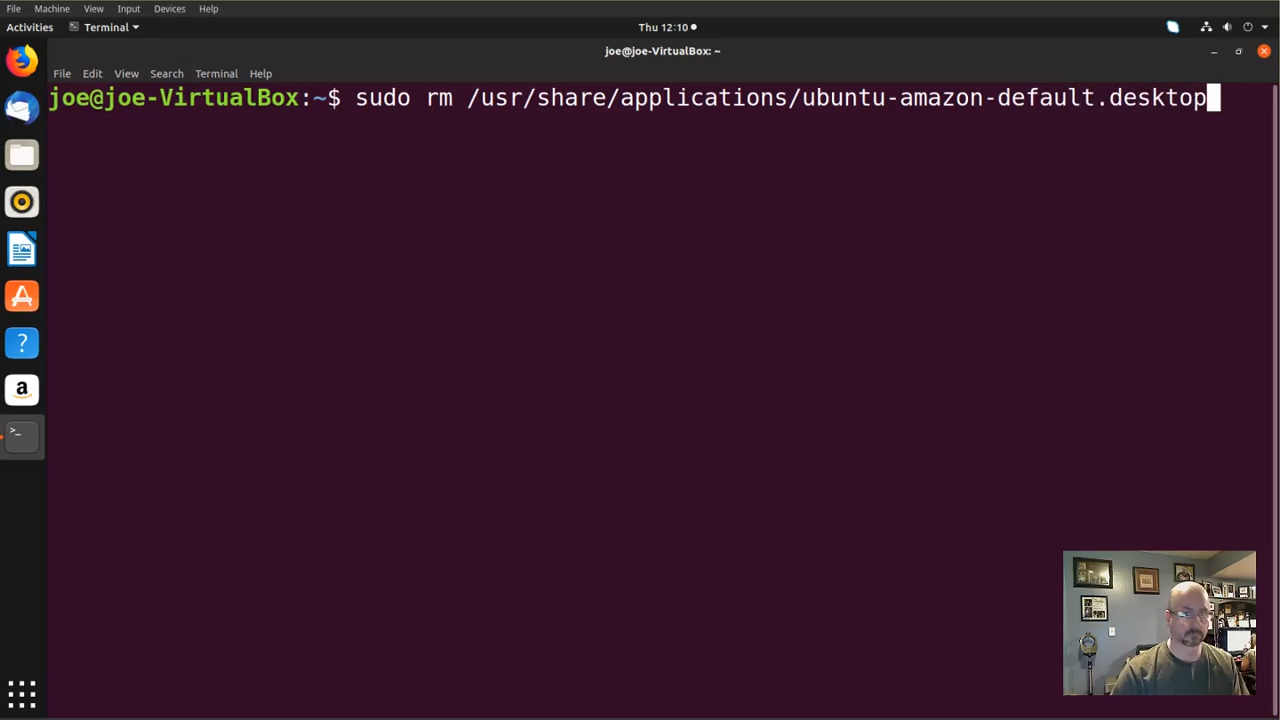 File Machine View Input Devices Help
Activities Terminal Thu 12:10
joe@joe-VirtualBox: ~
File Edit View Search Terminal Help
joe@joe-VirtualBox:~$ sudo rm /usr/share/applications/ubuntu-amazon-default.desktop
?
a
>_